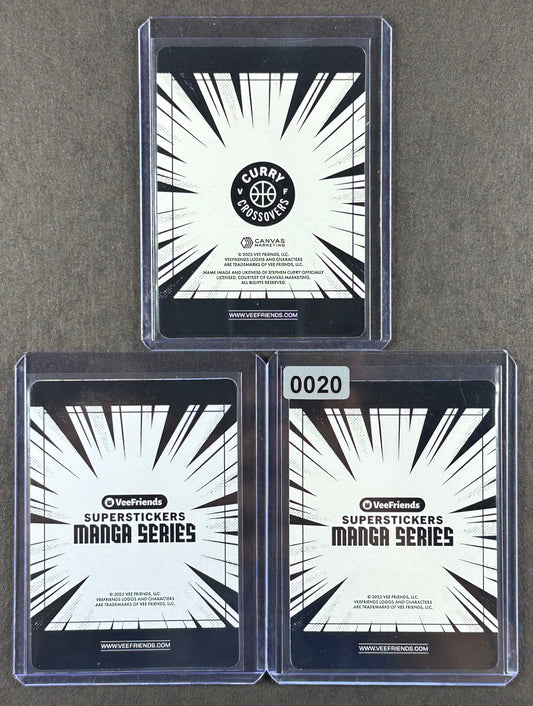 CURRY
V F
CROSSOVERS
CANVAS
MARKETING
© 2025 VEE FRIENDS, LLC.
VEEFRIENDS LOGOS AND CHARACTERS
ARE TRADEMARKS OF VEE FRIENDS, LLC.
NAME IMAGE AND LIKENESS OF STEPHEN CURRY OFFICIALLY
LICENSED, COURTESY OF CANVAS MARKETING,
ALL RIGHTS RESERVED.
WWW.VEEFRIENDS.COM
VeeFriends
SUPERSTICKERS
MANGA SERIES
© 2025 VEE FRIENDS, LLC.
VEEFRIENDS LOGOS AND CHARACTERS
ARE TRADEMARKS OF VEE FRIENDS, LLC.
WWW.VEEFRIENDS.COM
0020
VeeFriends
SUPERSTICKERS
MANGA SERIES
© 2025 VEE FRIENDS, LLC.
VEEFRIENDS LOGOS AND CHARACTERS
ARE TRADEMARKS OF VEE FRIENDS, LLC.
WWW.VEEFRIENDS.COM